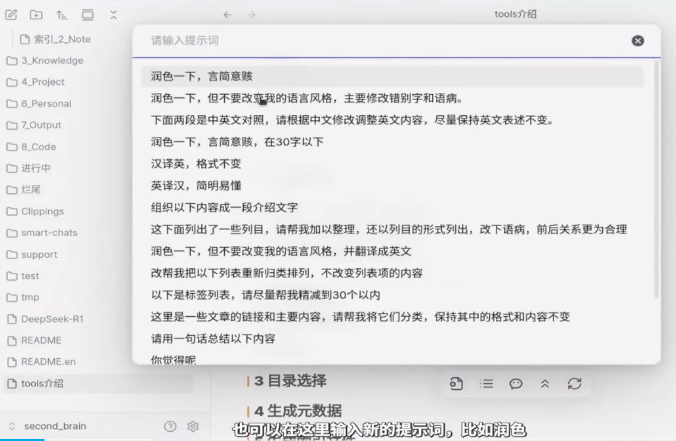 tools介绍
索引_2_Note
3_Knowledge
4_Project
6_Personal
7_Output
8_Code
进行中
烂尾
Clippings
smart-chats
support
test
tmp
DeepSeek-R1
README
README.en
tools介绍
second_brain
请输入提示词
润色一下，言简意赅
润色一下，但不要改变我的语言风格，主要修改错别字和语病。
下面两段是中英文对照，请根据中文修改调整英文内容，尽量保持英文表述不变。
润色一下，言简意赅，在30字以下
汉译英，格式不变
英译汉，简明易懂
组织以下内容成一段介绍文字
这下面列出了一些列目，请帮我加以整理，还以列目的形式列出，改下语病，前后关系更为合理
润色一下，但不要改变我的语言风格，并翻译成英文
改帮我把以下列表重新归类排列，不改变列表项的内容
以下是标签列表，请尽量帮我精减到30个以内
这里是一些文章的链接和主要内容，请帮我将它们分类，保持其中的格式和内容不变
请用一句话总结以下内容
你觉得呢
3 目录选择
4 生成元数据
也可以在这里输入新的提示词，比如润色